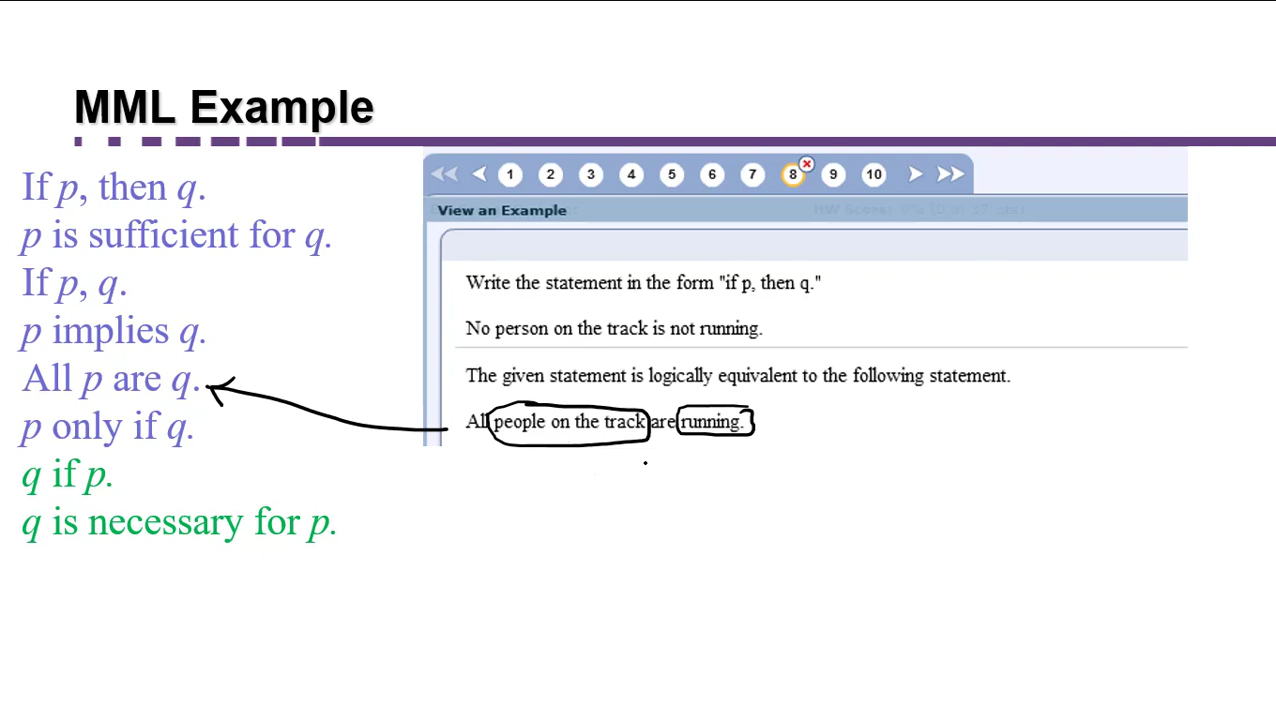 MML Example
If p, then q.
p is sufficient for q.
If p, q.
p implies q.
All p are q.
p only if q.
q if p.
q is necessary for p.
1 2 3 4 5 6 7 8 9 10
View an Example
Write the statement in the form "if p, then q."
No person on the track is not running.
The given statement is logically equivalent to the following statement.
All people on the track are running.